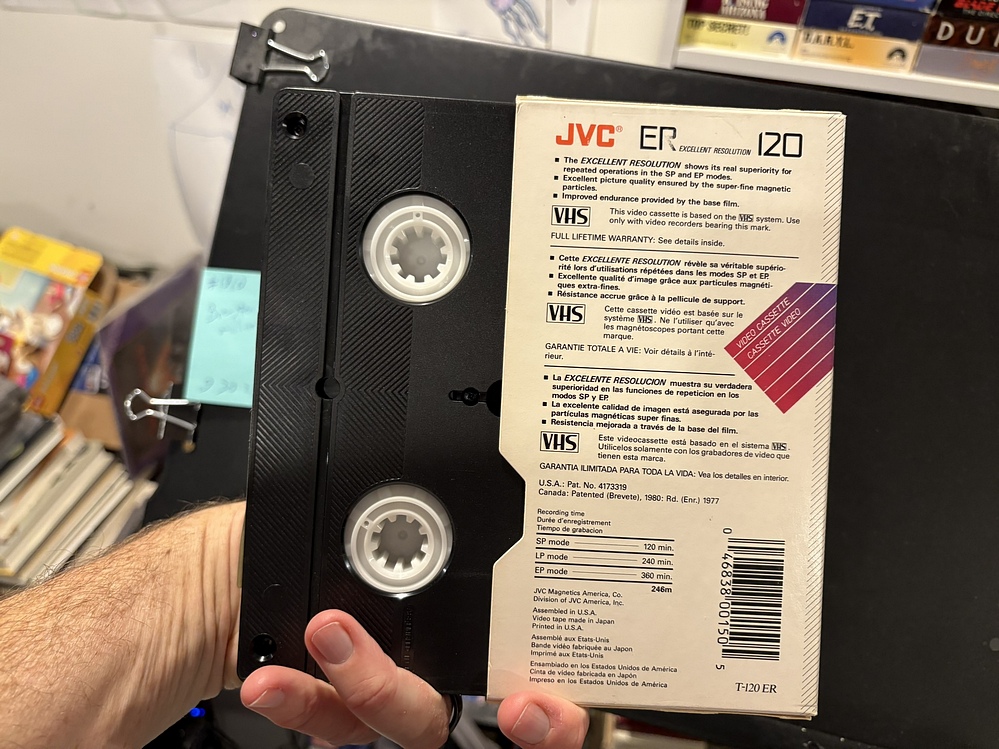 TOP SECRET!
E.T.
DU
JVC® ER EXCELLENT RESOLUTION 120
▪ The EXCELLENT RESOLUTION shows its real superiority for
repeated operations in the SP and EP modes.
▪ Excellent picture quality ensured by the super-fine magnetic
particles.
▪ Improved endurance provided by the base film.
VHS This video cassette is based on the VHS system. Use
only with video recorders bearing this mark.
FULL LIFETIME WARRANTY: See details inside.
▪ Cette EXCELLENTE RESOLUTION révèle sa véritable supério-
rité lors d'utilisations répétées dans les modes SP et EP.
▪ Excellente qualité d'image grâce aux particules magnéti-
ques extra-fines.
▪ Résistance accrue grâce à la pellicule de support.
VHS Cette cassette vidéo est basée sur le
système VHS. Ne l'utiliser qu'avec
les magnétoscopes portant cette
marque.
GARANTIE TOTALE A VIE: Voir détails à l'inté-
rieur.
VIDEO CASSETTE
CASSETTE VIDEO
▪ La EXCELENTE RESOLUCION muestra su verdadera
superioridad en las funciones de repeticion en los
modos SP y EP.
▪ La excelente calidad de imagen está asegurada por las
partículas magnéticas super finas.
▪ Resistencia mejorada a través de la base del film.
VHS Este videocassette está basado en el sistema VHS.
Utilicelos solamente con los grabadores de video que
tienen esta marca.
GARANTIA ILIMITADA PARA TODA LA VIDA: Vea los detalles en interior.
U.S.A.: Pat. No. 4173319
Canada: Patented (Brevete), 1980: Rd. (Enr.) 1977
Recording time
Durée d'enregistrement
Tiempo de grabacion
SP mode 120 min.
LP mode 240 min.
EP mode 360 min.
246m
JVC Magnetics America, Co.
Division of JVC America, Inc.
Assembled in U.S.A.
Video tape made in Japan
Printed in U.S.A.
Assemblé aux Etats-Unis
Bande vidéo fabriquée au Japon
Imprimé aux Etats-Unis
Ensamblado en los Estados Unidos de América
Cinta de video fabricada en Japón
Impreso en los Estados Unidos de América
0 46838 00150 5
T-120 ER